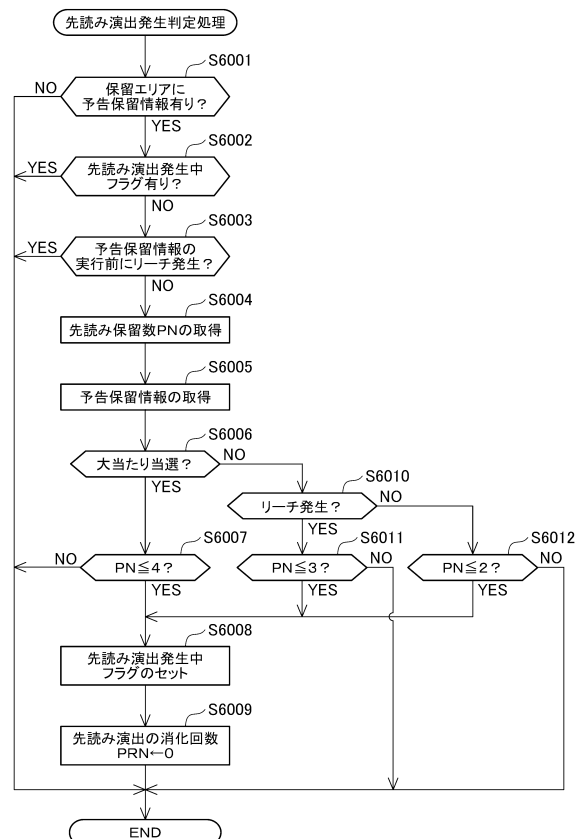 先読み演出発生判定処理
S6001
保留エリアに
予告保留情報有り?
NO
YES
S6002
先読み演出発生中
フラグ有り?
YES
NO
S6003
予告保留情報の
実行前にリーチ発生?
YES
NO
S6004
先読み保留数PNの取得
S6005
予告保留情報の取得
S6006
大当たり当選?
NO
YES
S6010
リーチ発生?
NO
YES
S6007
PN≦4?
NO
YES
S6011
PN≦3?
NO
YES
S6012
PN≦2?
NO
YES
S6008
先読み演出発生中
フラグのセット
S6009
先読み演出の消化回数
PRN←0
END